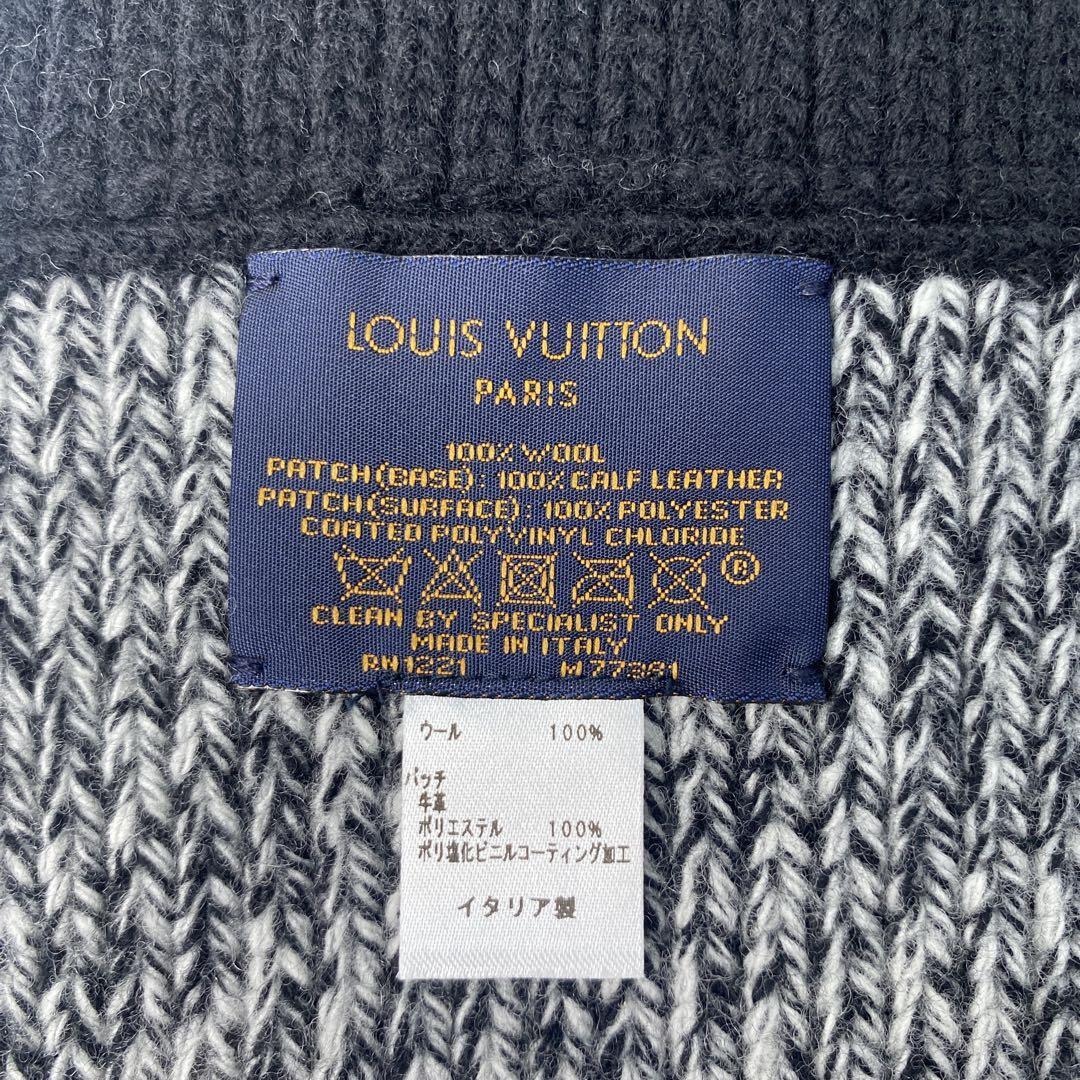 LOUIS VUITTON
PARIS
100% WOOL
PATCH(BASE): 100% CALF LEATHER
PATCH(SURFACE): 100% POLYESTER
COATED POLYVINYL CHLORIDE
®
CLEAN BY SPECIALIST ONLY
MADE IN ITALY
RN1221 M77381
ウール 100%
パッチ
牛革
ポリエステル 100%
ポリ塩化ビニルコーティング加工
イタリア製